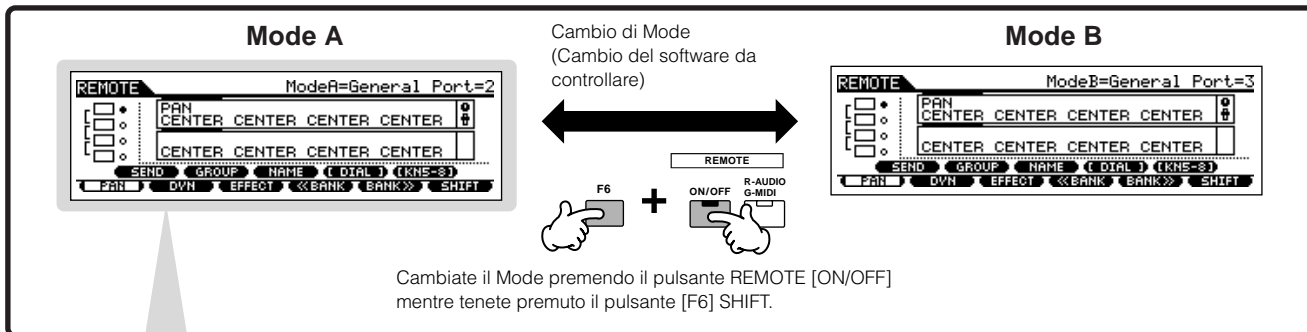 Mode A
Cambio di Mode
(Cambio del software da
controllare)
Mode B
REMOTE ModeA=General Port=2
PAN
CENTER CENTER CENTER CENTER
CENTER CENTER CENTER CENTER
SEND GROUP NAME [ DIAL ] [KN5-8]
PAN DYN EFFECT <<BANK BANK>> SHIFT
REMOTE ModeB=General Port=3
PAN
CENTER CENTER CENTER CENTER
CENTER CENTER CENTER CENTER
SEND GROUP NAME [ DIAL ] [KN5-8]
PAN DYN EFFECT <<BANK BANK>> SHIFT
REMOTE
F6
+
ON/OFF
R-AUDIO
G-MIDI
Cambiate il Mode premendo il pulsante REMOTE [ON/OFF]
mentre tenete premuto il pulsante [F6] SHIFT.